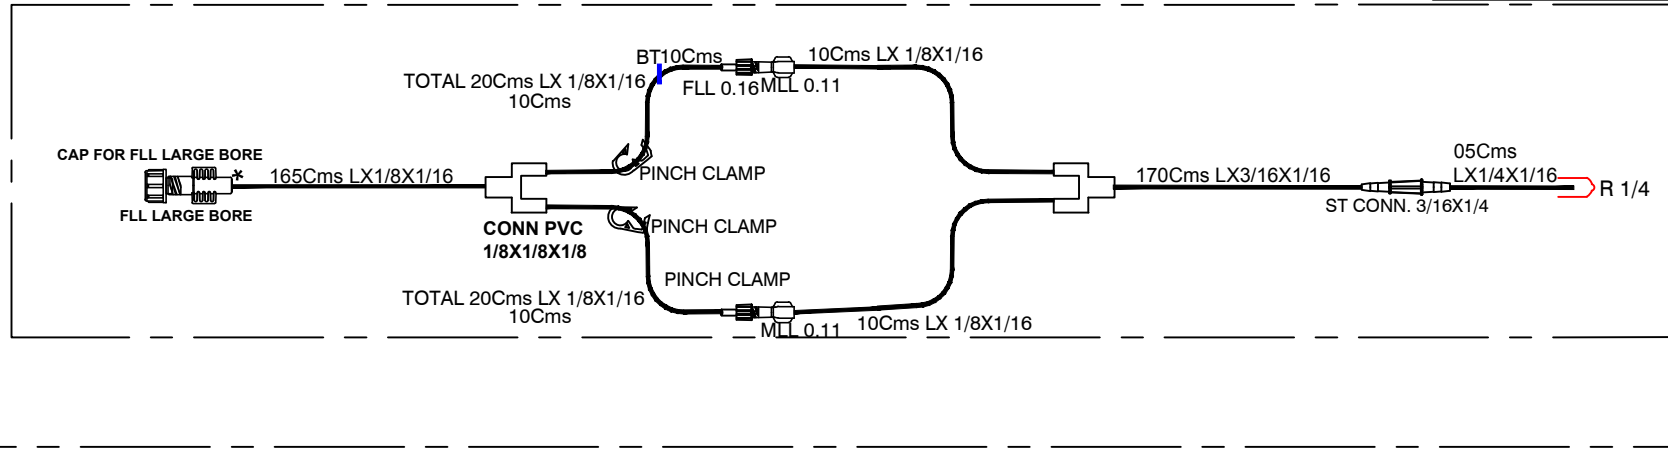 BT10Cms
10Cms LX 1/8X1/16
TOTAL 20Cms LX 1/8X1/16
10Cms
FLL 0.16
MLL 0.11
CAP FOR FLL LARGE BORE
*
165Cms LX1/8X1/16
FLL LARGE BORE
PINCH CLAMP
170Cms LX3/16X1/16
05Cms
LX1/4X1/16
R 1/4
ST CONN. 3/16X1/4
CONN PVC
1/8X1/8X1/8
PINCH CLAMP
PINCH CLAMP
TOTAL 20Cms LX 1/8X1/16
10Cms
MLL 0.11
10Cms LX 1/8X1/16